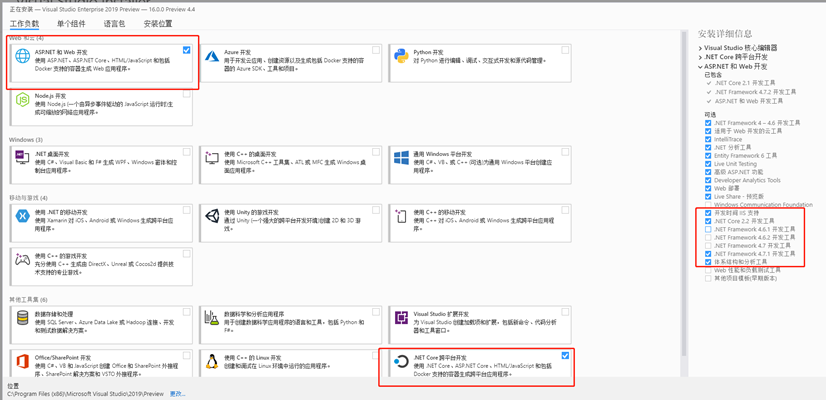 正在安装 — Visual Studio Enterprise 2019 Preview — 16.0.0 Preview 4.4
工作负载 单个组件 语言包 安装位置
Web 和云 (4)
ASP.NET 和 Web 开发
使用 ASP.NET、ASP.NET Core、HTML/JavaScript 和包括
Docker 支持的容器生成 Web 应用程序。
Azure 开发
用于开发云应用、创建资源以及生成包括 Docker 支持的容
器的 Azure SDK、工具和项目。
Python 开发
对 Python 进行编辑、调试、交互式开发和源代码管理。
Node.js 开发
使用 Node.js (一个由异步事件驱动的 JavaScript 运行时)生
成可缩放的网络应用程序。
Windows (3)
.NET 桌面开发
使用 C#、Visual Basic 和 F# 生成 WPF、Windows 窗体和控
制台应用程序。
使用 C++ 的桌面开发
使用 Microsoft C++ 工具集、ATL 或 MFC 生成 Windows 桌
面应用程序。
通用 Windows 平台开发
使用 C#、VB、或 C++ (可选)为通用 Windows 平台创建应
用程序。
移动与游戏 (4)
使用 .NET 的移动开发
使用 Xamarin 对 iOS、Android 或 Windows 生成跨平台应
用程序。
使用 Unity 的游戏开发
通过 Unity (一个强大的跨平台开发环境)创建 2D 和 3D 游
戏。
使用 C++ 的移动开发
使用 C++ 对 iOS、Android 或 Windows 生成跨平台应用程
序。
使用 C++ 的游戏开发
充分使用 C++ 生成由 DirectX、Unreal 或 Cocos2d 提供技
术支持的专业游戏。
其他工具集 (6)
数据存储和处理
使用 SQL Server、Azure Data Lake 或 Hadoop 连接、开发
和测试数据解决方案。
数据科学和分析应用程序
用于创建数据科学应用程序的语言和工具，包括 Python 和
F#。
Visual Studio 扩展开发
为 Visual Studio 创建加载项和扩展，包括新命令、代码分析
器和工具窗口。
Office/SharePoint 开发
使用 C#、VB 和 JavaScript 创建 Office 和 SharePoint 外接程
序、SharePoint 解决方案和 VSTO 外接程序。
使用 C++ 的 Linux 开发
创建和调试在 Linux 环境中运行的应用程序。
.NET Core 跨平台开发
使用 .NET Core、ASP.NET Core、HTML/JavaScript 和包括
Docker 支持的容器生成跨平台应用程序。
位置
C:\Program Files (x86)\Microsoft Visual Studio\2019\Preview 更改...
安装详细信息
Visual Studio 核心编辑器
.NET Core 跨平台开发
ASP.NET 和 Web 开发
已包含
.NET Core 2.1 开发工具
.NET Framework 4.7.2 开发工具
ASP.NET 和 Web 开发工具
可选
.NET Framework 4 – 4.6 开发工具
适用于 Web 开发的云工具
IntelliTrace
.NET 分析工具
Entity Framework 6 工具
Live Unit Testing
高级 ASP.NET 功能
Developer Analytics Tools
Web 部署
Live Share - 预览版
Windows Communication Foundation
开发时间 IIS 支持
.NET Core 2.2 开发工具
.NET Framework 4.6.1 开发工具
.NET Framework 4.6.2 开发工具
.NET Framework 4.7 开发工具
.NET Framework 4.7.1 开发工具
体系结构和分析工具
Web 性能和负载测试工具
其他项目模板(早期版本)